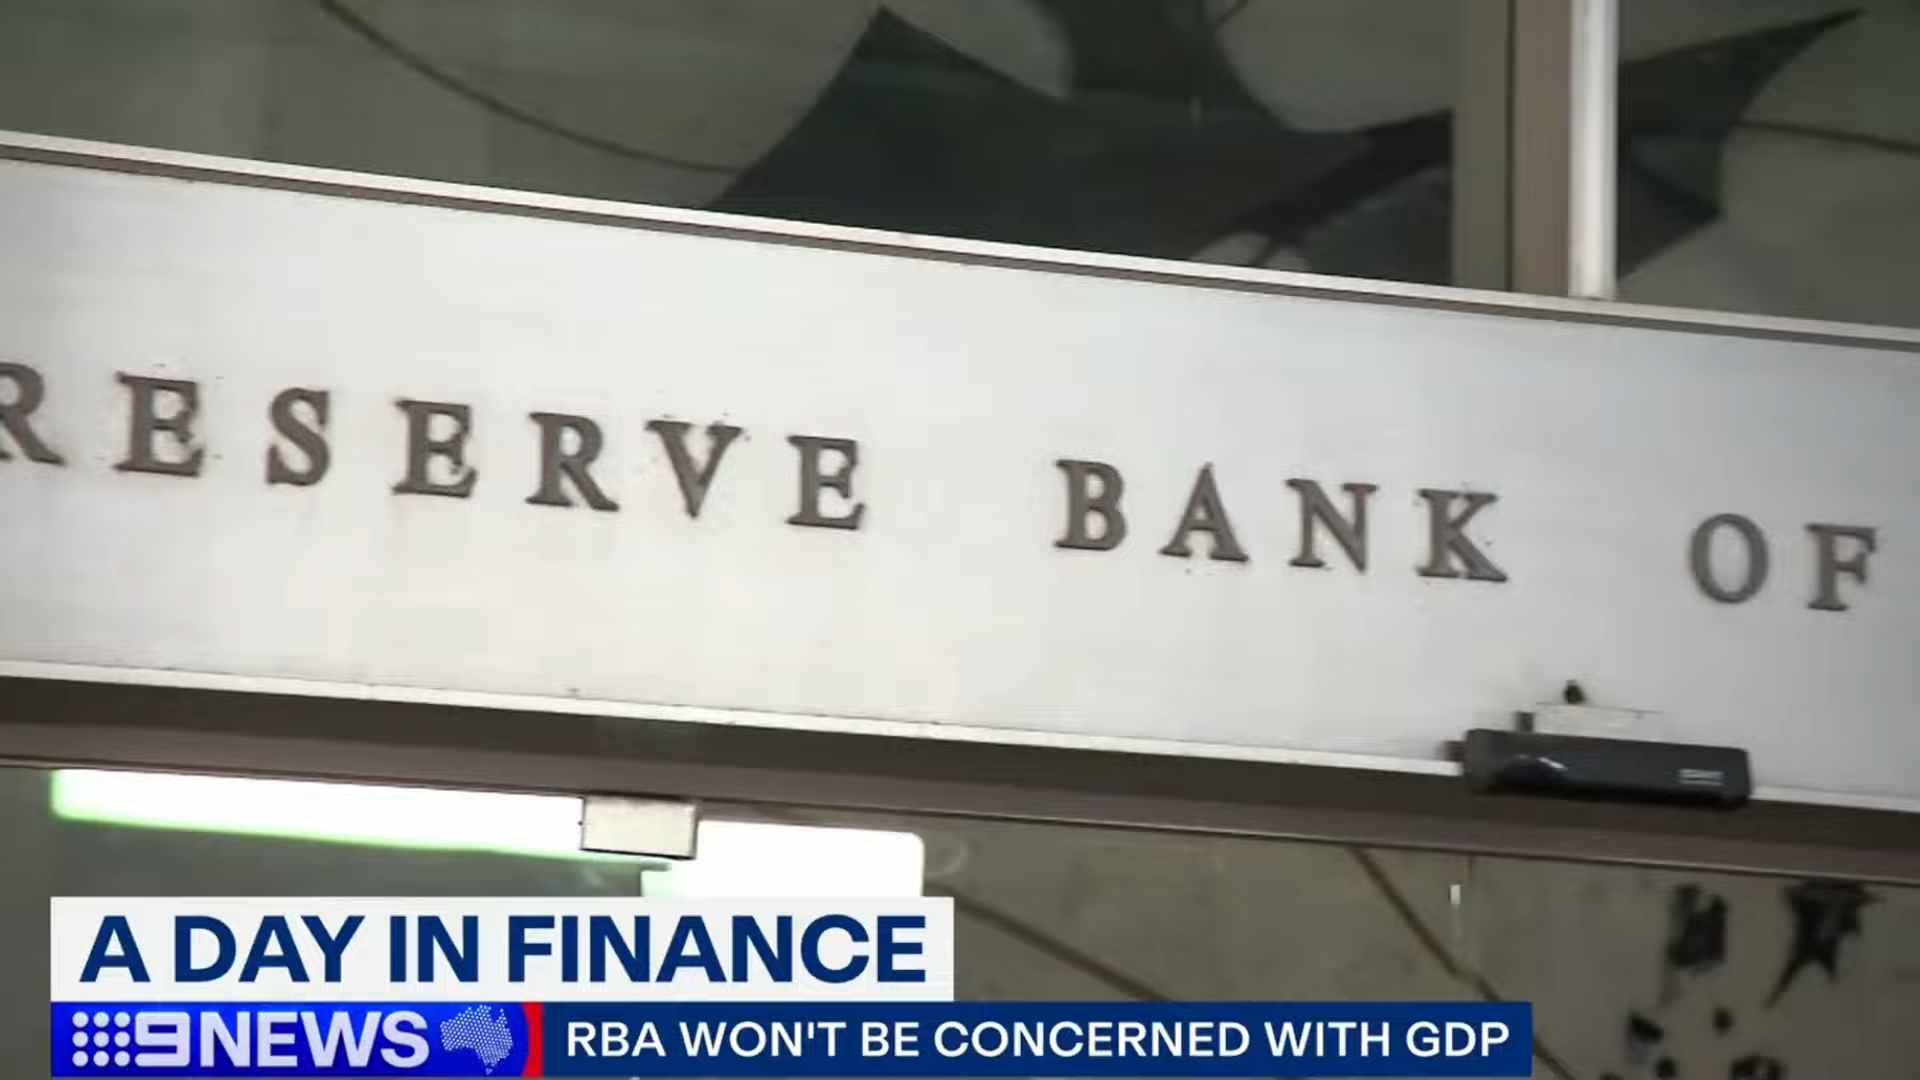 RESERVE BANK OF
A DAY IN FINANCE
9NEWS
RBA WON'T BE CONCERNED WITH GDP